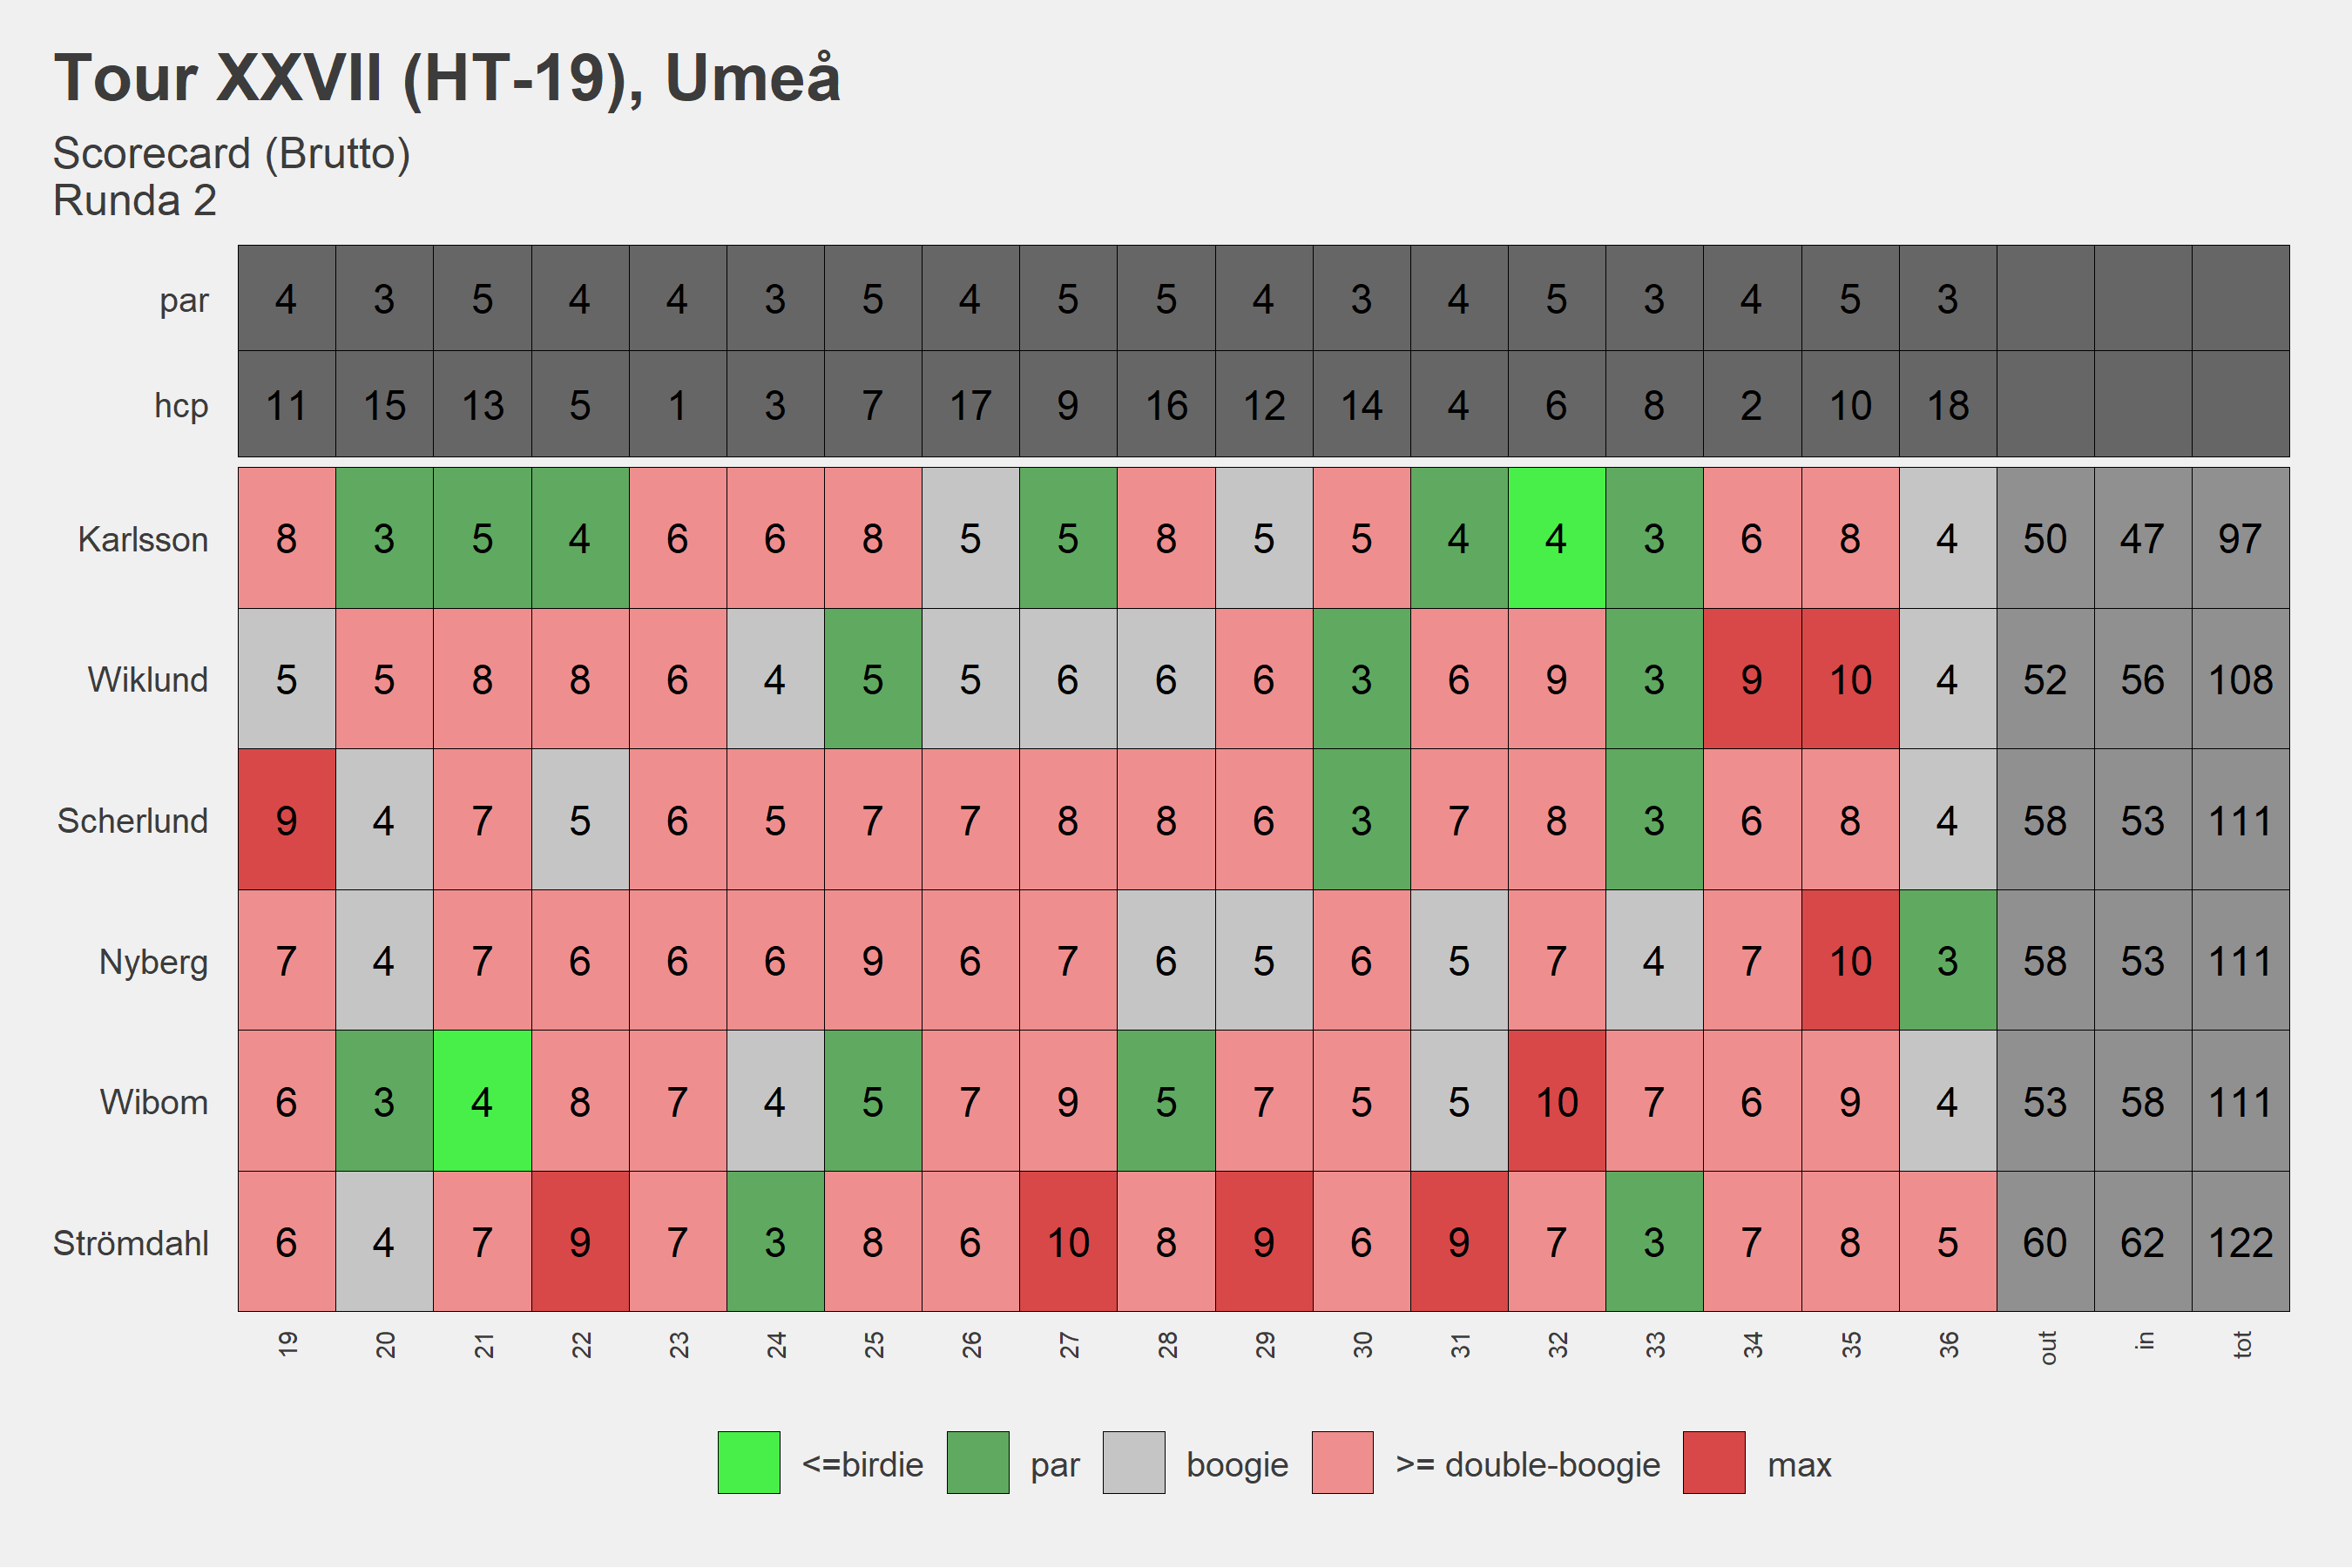 Tour XXVII (HT-19), Umeå
Scorecard (Brutto)
Runda 2
par 4 3 5 4 4 3 5 4 5 5 4 3 4 5 3 4 5 3
hcp 11 15 13 5 1 3 7 17 9 16 12 14 4 6 8 2 10 18
Karlsson 8 3 5 4 6 6 8 5 5 8 5 5 4 4 3 6 8 4 50 47 97
Wiklund 5 5 8 8 6 4 5 5 6 6 6 3 6 9 3 9 10 4 52 56 108
Scherlund 9 4 7 5 6 5 7 7 8 8 6 3 7 8 3 6 8 4 58 53 111
Nyberg 7 4 7 6 6 6 9 6 7 6 5 6 5 7 4 7 10 3 58 53 111
Wibom 6 3 4 8 7 4 5 7 9 5 7 5 5 10 7 6 9 4 53 58 111
Strömdahl 6 4 7 9 7 3 8 6 10 8 9 6 9 7 3 7 8 5 60 62 122
19 20 21 22 23 24 25 26 27 28 29 30 31 32 33 34 35 36 out in tot
<=birdie par boogie >= double-boogie max